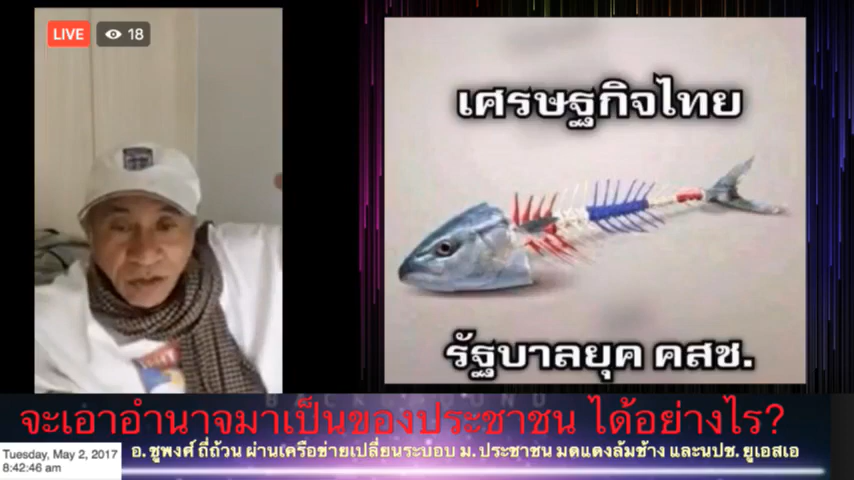 LIVE 18
เศรษฐกิจไทย
รัฐบาลยุค คสช.
BACKGROUND
จะเอาอำนาจมาเป็นของประชาชน ได้อย่างไร?
อ. ชูพงศ์ ถี่ถ้วน ผ่านเครือข่ายเปลี่ยนระบอบ ม. ประชาชน มดแดงล้มช้าง และนปช. ยูเอสเอ
Tuesday, May 2, 2017
8:42:46 am